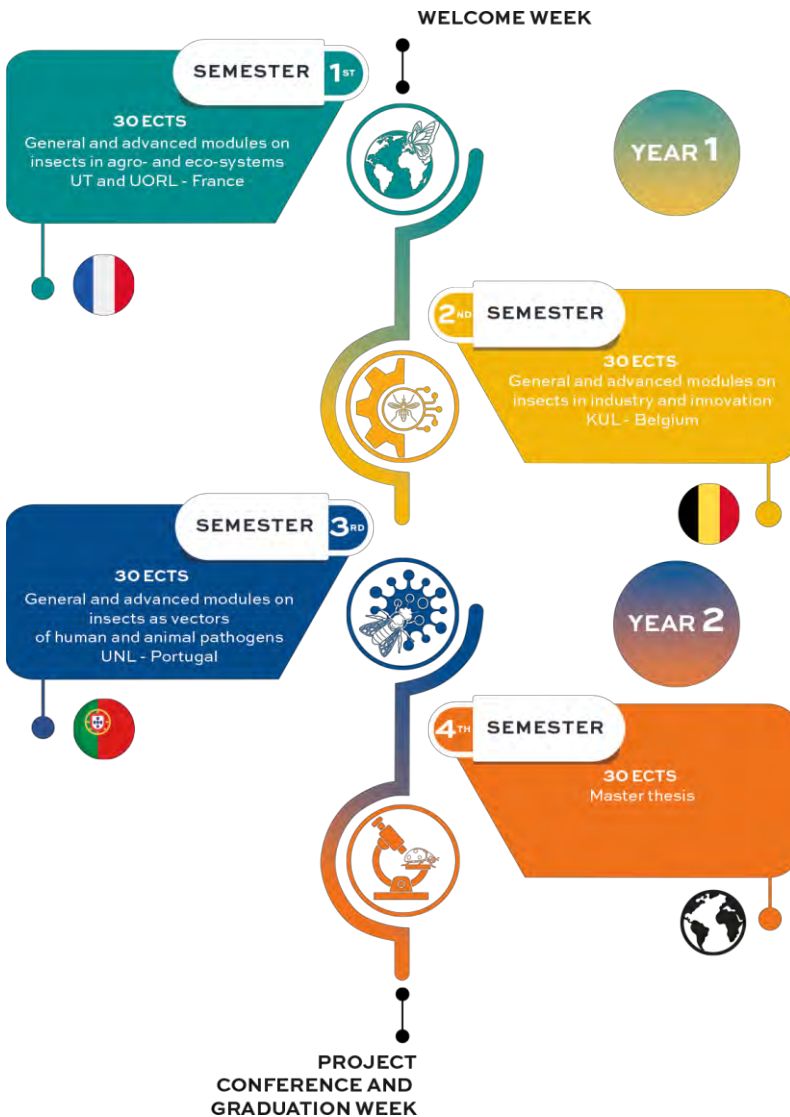 WELCOME WEEK
SEMESTER 1ST
30 ECTS
General and advanced modules on
insects in agro- and eco-systems
UT and UORL - France
YEAR 1
2ND SEMESTER
30 ECTS
General and advanced modules on
insects in industry and innovation
KUL - Belgium
SEMESTER 3RD
30 ECTS
General and advanced modules on
insects as vectors
of human and animal pathogens
UNL - Portugal
YEAR 2
4TH SEMESTER
30 ECTS
Master thesis
PROJECT
CONFERENCE AND
GRADUATION WEEK